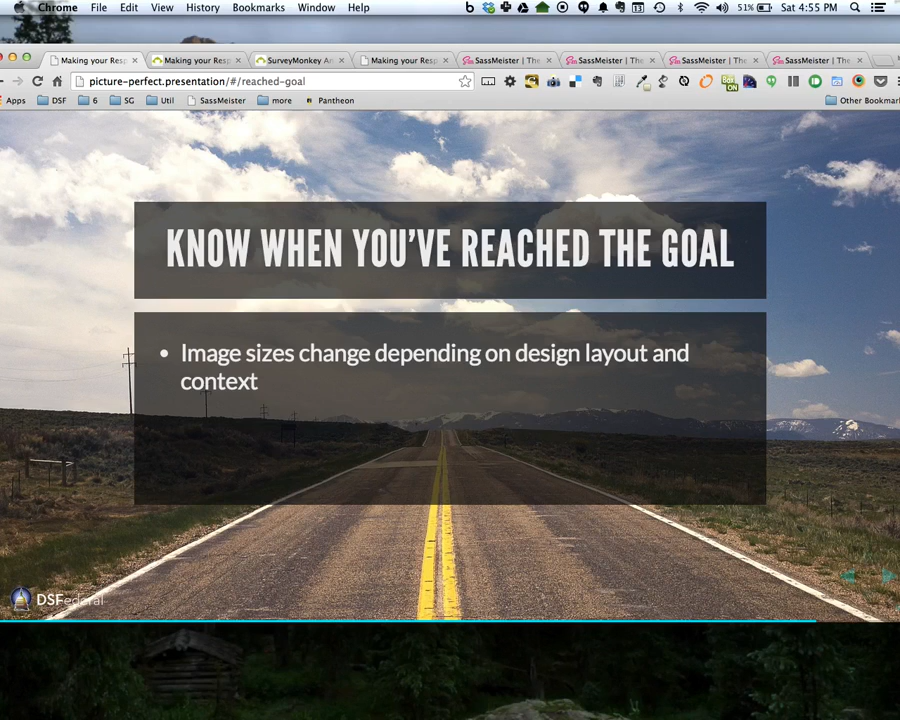 Chrome File Edit View History Bookmarks Window Help 51% Sat 4:55 PM
Making your Resp Making your Resp SurveyMonkey An Making your Resp SassMeister | The SassMeister | The SassMeister | The SassMeister | The
picture-perfect.presentation/#/reached-goal
Apps DSF 6 SG Util SassMeister more Pantheon Other Bookmar
KNOW WHEN YOU'VE REACHED THE GOAL
• Image sizes change depending on design layout and
context
DSFederal